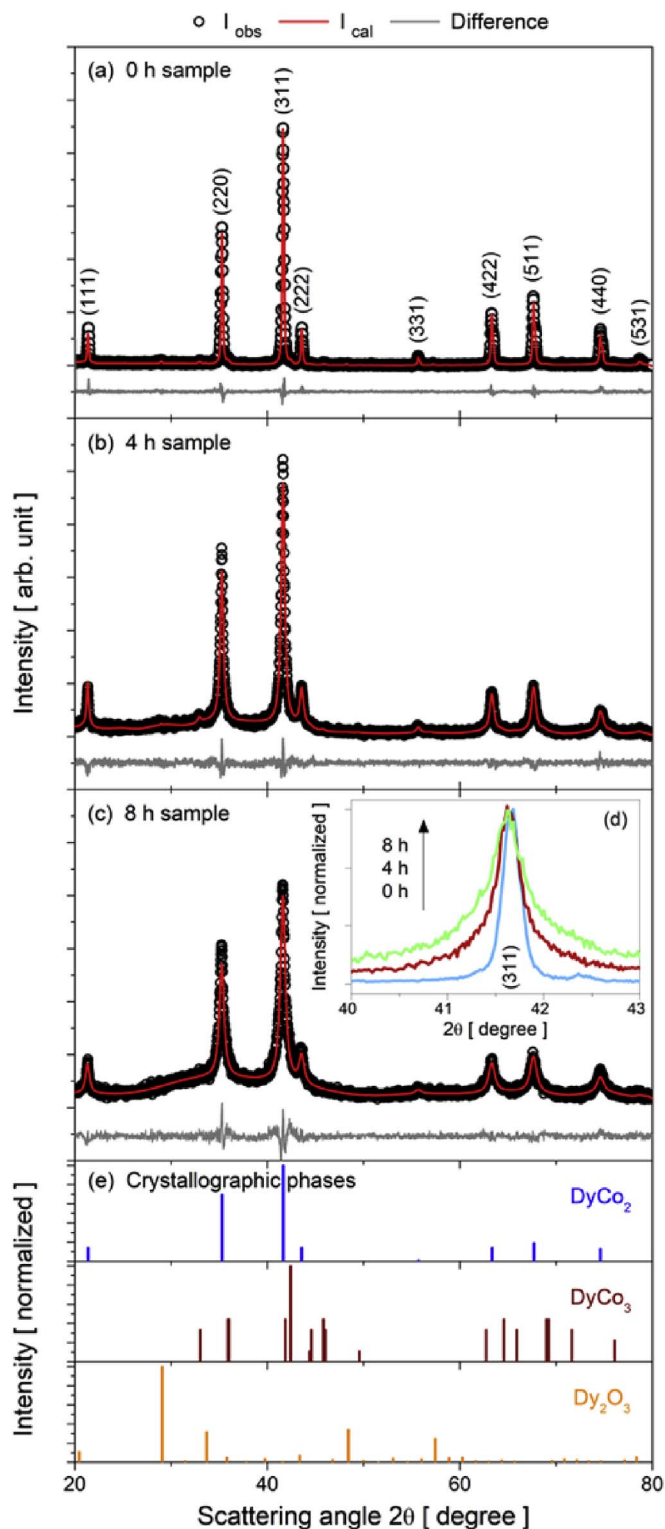 I obs I cal Difference
(a) 0 h sample
(111)
(220)
(311)
(222)
(331)
(422)
(511)
(440)
(531)
(b) 4 h sample
Intensity [ arb. unit ]
(c) 8 h sample
(d)
8 h
4 h
0 h
Intensity [ normalized ]
(311)
40 41 42 43
2θ [ degree ]
(e) Crystallographic phases
DyCo₂
DyCo₃
Dy₂O₃
Intensity [ normalized ]
20 40 60 80
Scattering angle 2θ [ degree ]